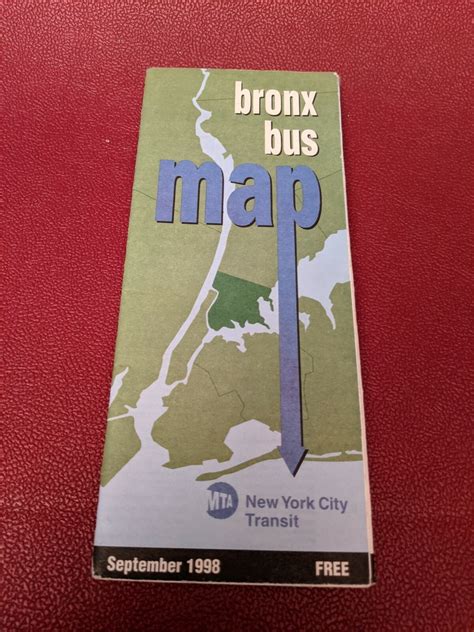 bronx
bus
map
MTA
New York City
Transit
September 1998
FREE